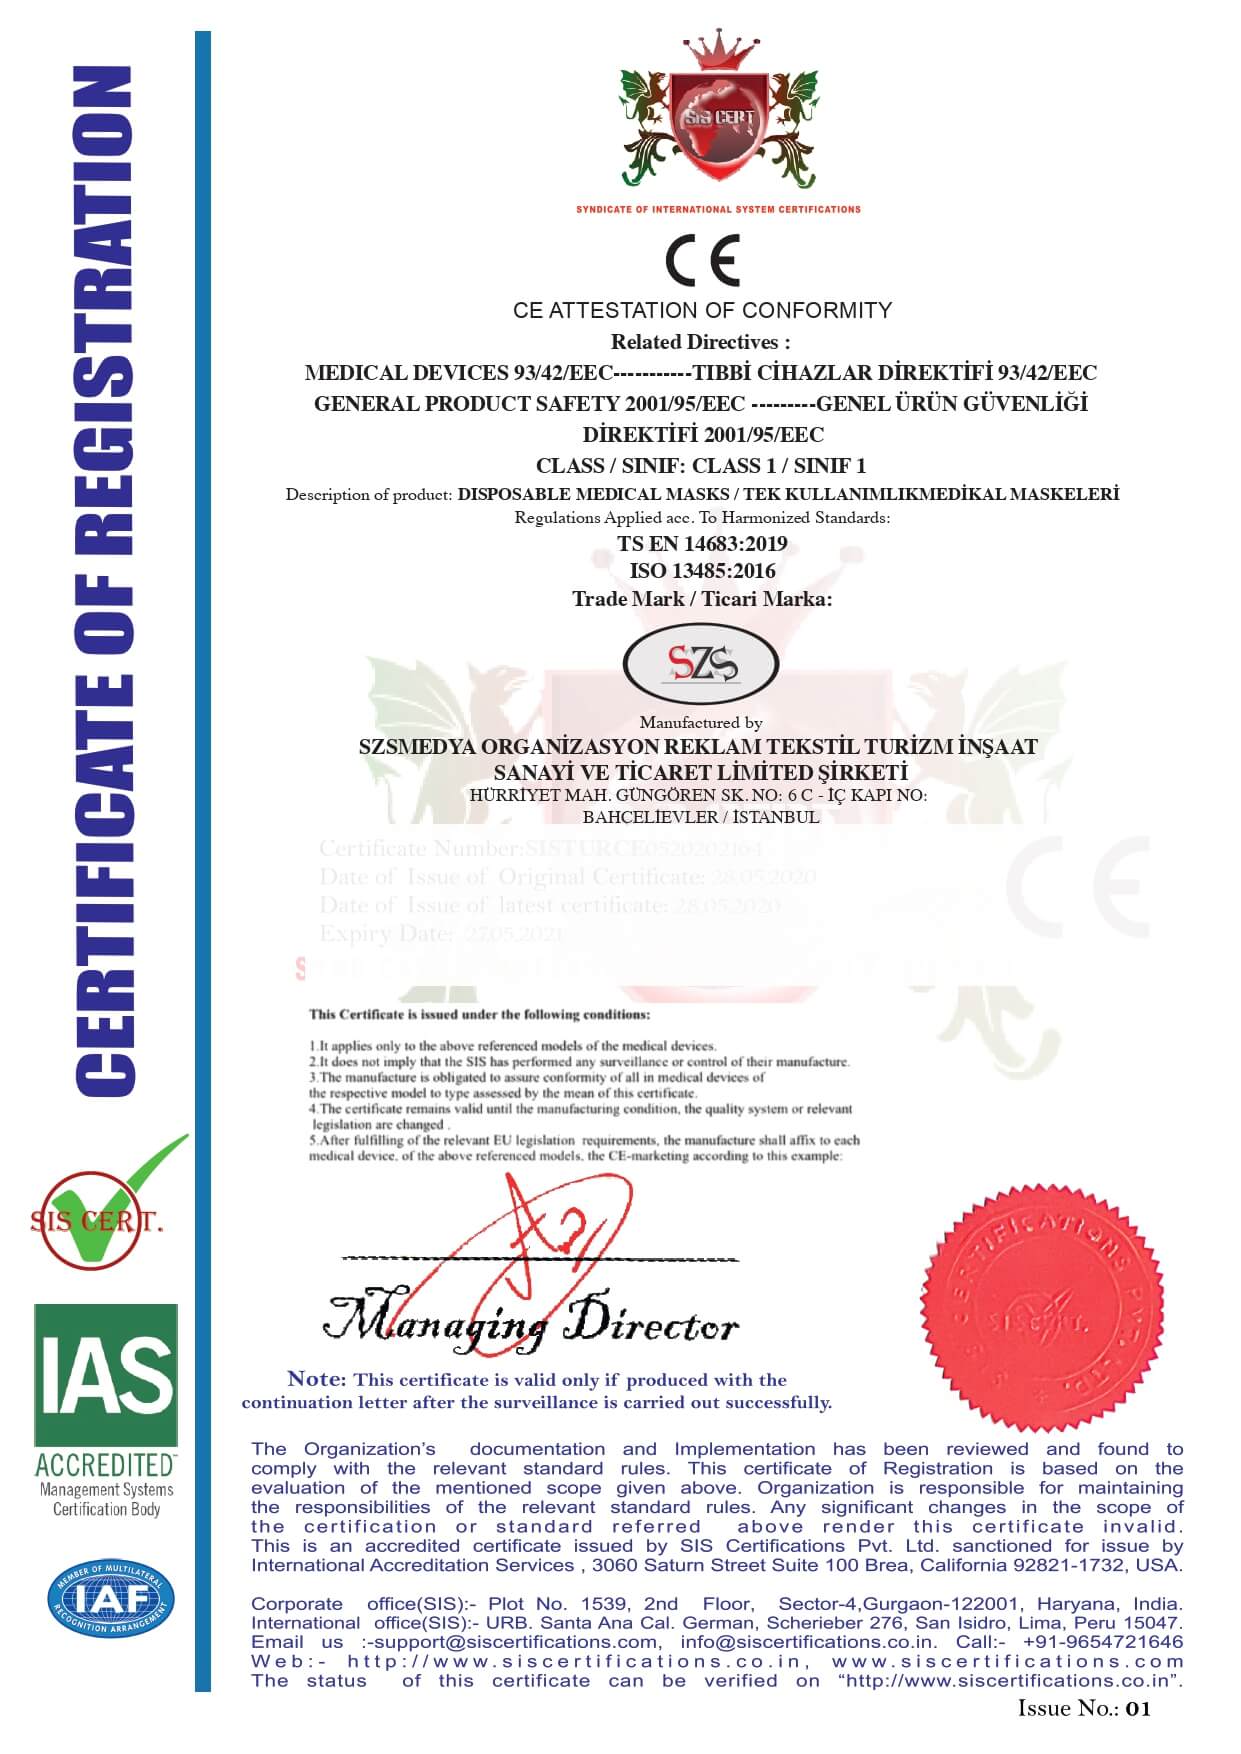 CERTIFICATE OF REGISTRATION
SIS CERT
SYNDICATE OF INTERNATIONAL SYSTEM CERTIFICATIONS
CE
CE ATTESTATION OF CONFORMITY
Related Directives :
MEDICAL DEVICES 93/42/EEC-----------TIBBİ CİHAZLAR DİREKTİFİ 93/42/EEC
GENERAL PRODUCT SAFETY 2001/95/EEC ---------GENEL ÜRÜN GÜVENLİĞİ
DİREKTİFİ 2001/95/EEC
CLASS / SINIF: CLASS 1 / SINIF 1
Description of product: DISPOSABLE MEDICAL MASKS / TEK KULLANIMLIKMEDİKAL MASKELERİ
Regulations Applied acc. To Harmonized Standards:
TS EN 14683:2019
ISO 13485:2016
Trade Mark / Ticari Marka:
SZS
Manufactured by
SZSMEDYA ORGANİZASYON REKLAM TEKSTİL TURİZM İNŞAAT
SANAYİ VE TİCARET LİMİTED ŞİRKETİ
HÜRRİYET MAH. GÜNGÖREN SK. NO: 6 C - İÇ KAPI NO:
BAHÇELİEVLER / İSTANBUL
Certificate Number:SISTURCE0520202164
Date of Issue of Original Certificate: 28.05.2020
Date of Issue of latest certificate: 28.05.2020
Expiry Date: 27.05.2021
CE
This Certificate is issued under the following conditions:
1.It applies only to the above referenced models of the medical devices.
2.It does not imply that the SIS has performed any surveillance or control of their manufacture.
3.The manufacture is obligated to assure conformity of all in medical devices of
the respective model to type assessed by the mean of this certificate.
4.The certificate remains valid until the manufacturing condition, the quality system or relevant
legislation are changed .
5.After fulfilling of the relevant EU legislation requirements, the manufacture shall affix to each
medical device, of the above referenced models, the CE-marketing according to this example:
Managing Director
Note: This certificate is valid only if produced with the
continuation letter after the surveillance is carried out successfully.
S CERTIFICATIONS PVT. LTD.
SIS CERT.
SIS CERT.
IAS
ACCREDITED™
Management Systems
Certification Body
MEMBER OF MULTILATERAL
IAF
RECOGNITION ARRANGEMENT
The Organization's documentation and Implementation has been reviewed and found to
comply with the relevant standard rules. This certificate of Registration is based on the
evaluation of the mentioned scope given above. Organization is responsible for maintaining
the responsibilities of the relevant standard rules. Any significant changes in the scope of
the certification or standard referred above render this certificate invalid.
This is an accredited certificate issued by SIS Certifications Pvt. Ltd. sanctioned for issue by
International Accreditation Services , 3060 Saturn Street Suite 100 Brea, California 92821-1732, USA.
Corporate office(SIS):- Plot No. 1539, 2nd Floor, Sector-4,Gurgaon-122001, Haryana, India.
International office(SIS):- URB. Santa Ana Cal. German, Scherieber 276, San Isidro, Lima, Peru 15047.
Email us :-support@siscertifications.com, info@siscertifications.co.in. Call:- +91-9654721646
Web:- http://www.siscertifications.co.in, www.siscertifications.com
The status of this certificate can be verified on “http://www.siscertifications.co.in”.
Issue No.: 01